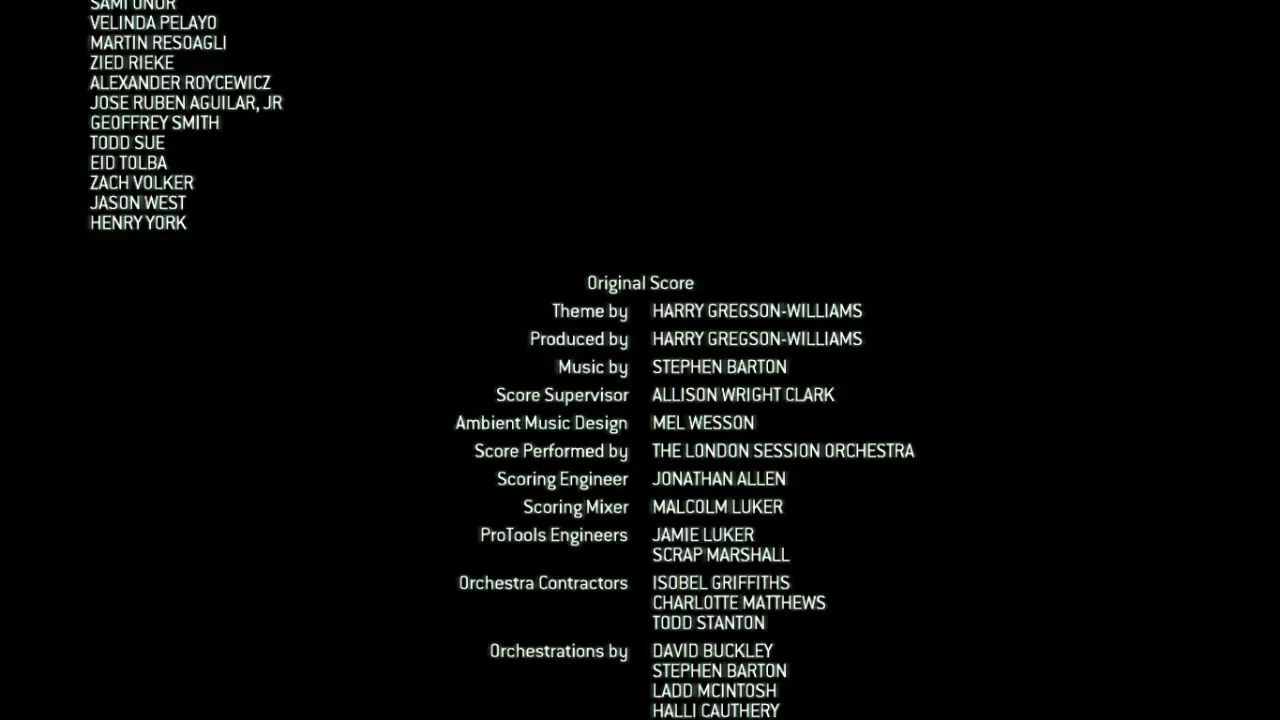 SAMI ONUR
VELINDA PELAYO
MARTIN RESOAGLI
ZIED RIEKE
ALEXANDER ROYCEWICZ
JOSE RUBEN AGUILAR, JR
GEOFFREY SMITH
TODD SUE
EID TOLBA
ZACH VOLKER
JASON WEST
HENRY YORK
Original Score
Theme by HARRY GREGSON-WILLIAMS
Produced by HARRY GREGSON-WILLIAMS
Music by STEPHEN BARTON
Score Supervisor ALLISON WRIGHT CLARK
Ambient Music Design MEL WESSON
Score Performed by THE LONDON SESSION ORCHESTRA
Scoring Engineer JONATHAN ALLEN
Scoring Mixer MALCOLM LUKER
ProTools Engineers JAMIE LUKER
SCRAP MARSHALL
Orchestra Contractors ISOBEL GRIFFITHS
CHARLOTTE MATTHEWS
TODD STANTON
Orchestrations by DAVID BUCKLEY
STEPHEN BARTON
LADD MCINTOSH
HALLI CAUTHERY